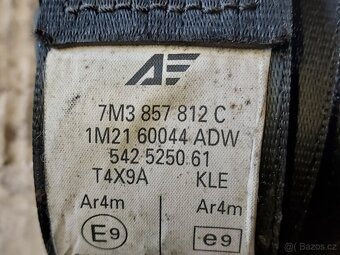 AE
7M3 857 812 C
1M21 60044 ADW
542 5250 61
T4X9A KLE
Ar4m Ar4m
E9 e9
Bazos.cz